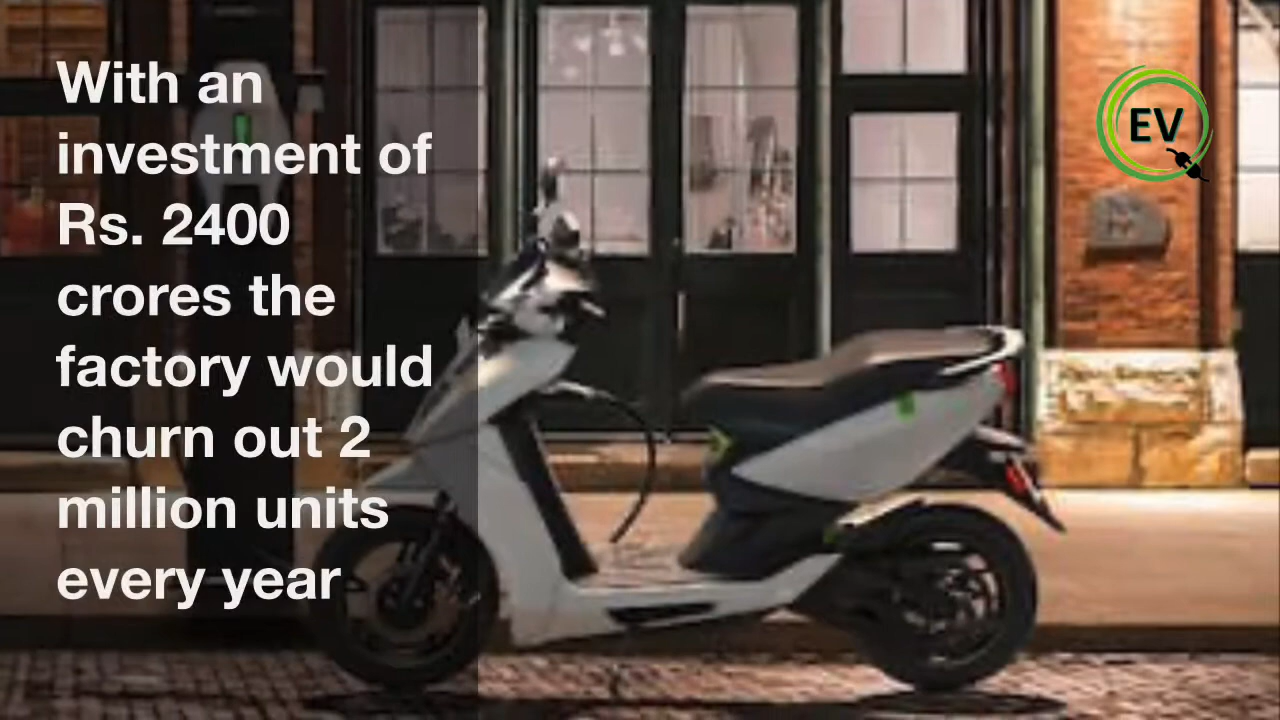 With an
investment of
Rs. 2400
crores the
factory would
churn out 2
million units
every year
EV